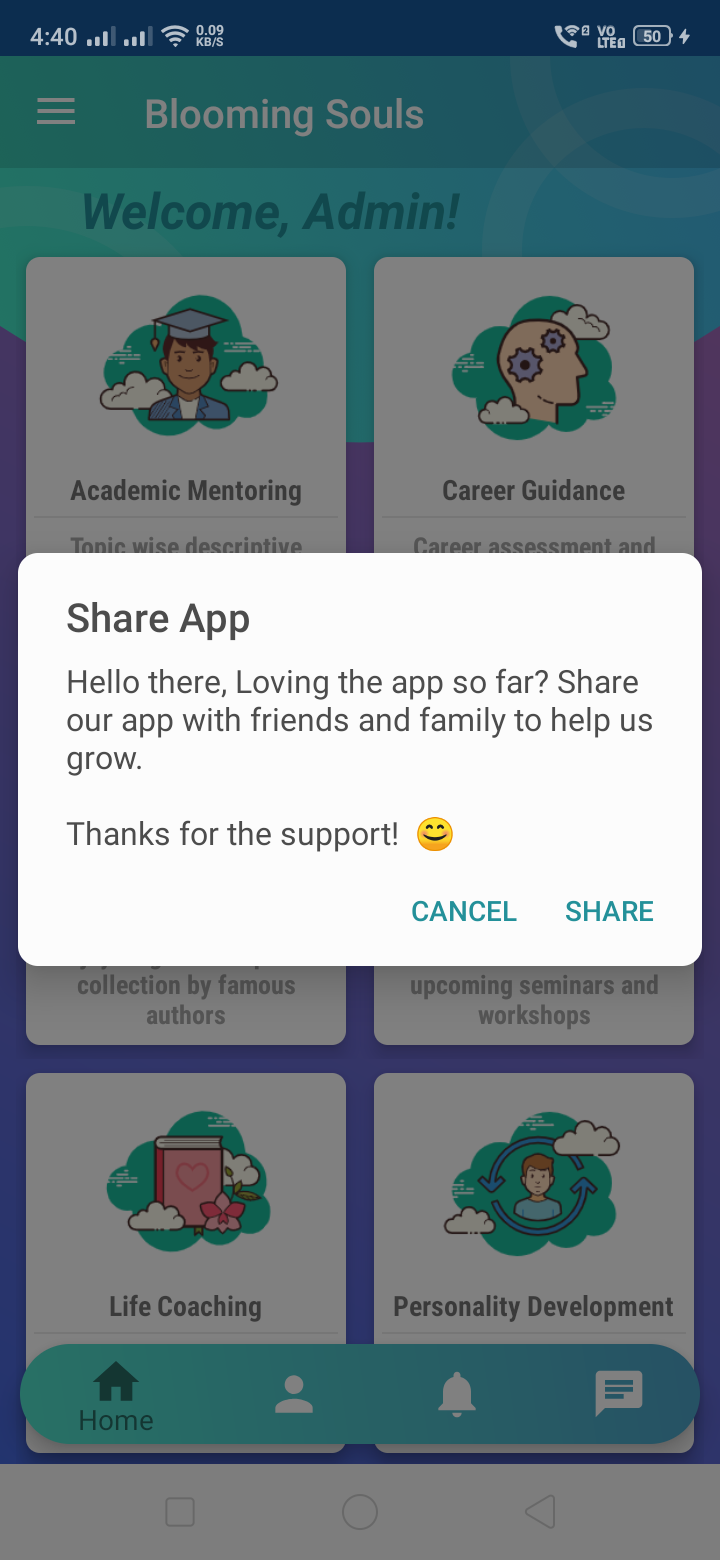 4:40
0.09
KB/S
2
VO
LTE1
50
Blooming Souls
Welcome, Admin!
Academic Mentoring
Career Guidance
Topic wise descriptive
Career assessment and
Share App
Hello there, Loving the app so far? Share
our app with friends and family to help us
grow.
Thanks for the support! 😊
CANCEL
SHARE
collection by famous
authors
upcoming seminars and
workshops
Life Coaching
Personality Development
Home